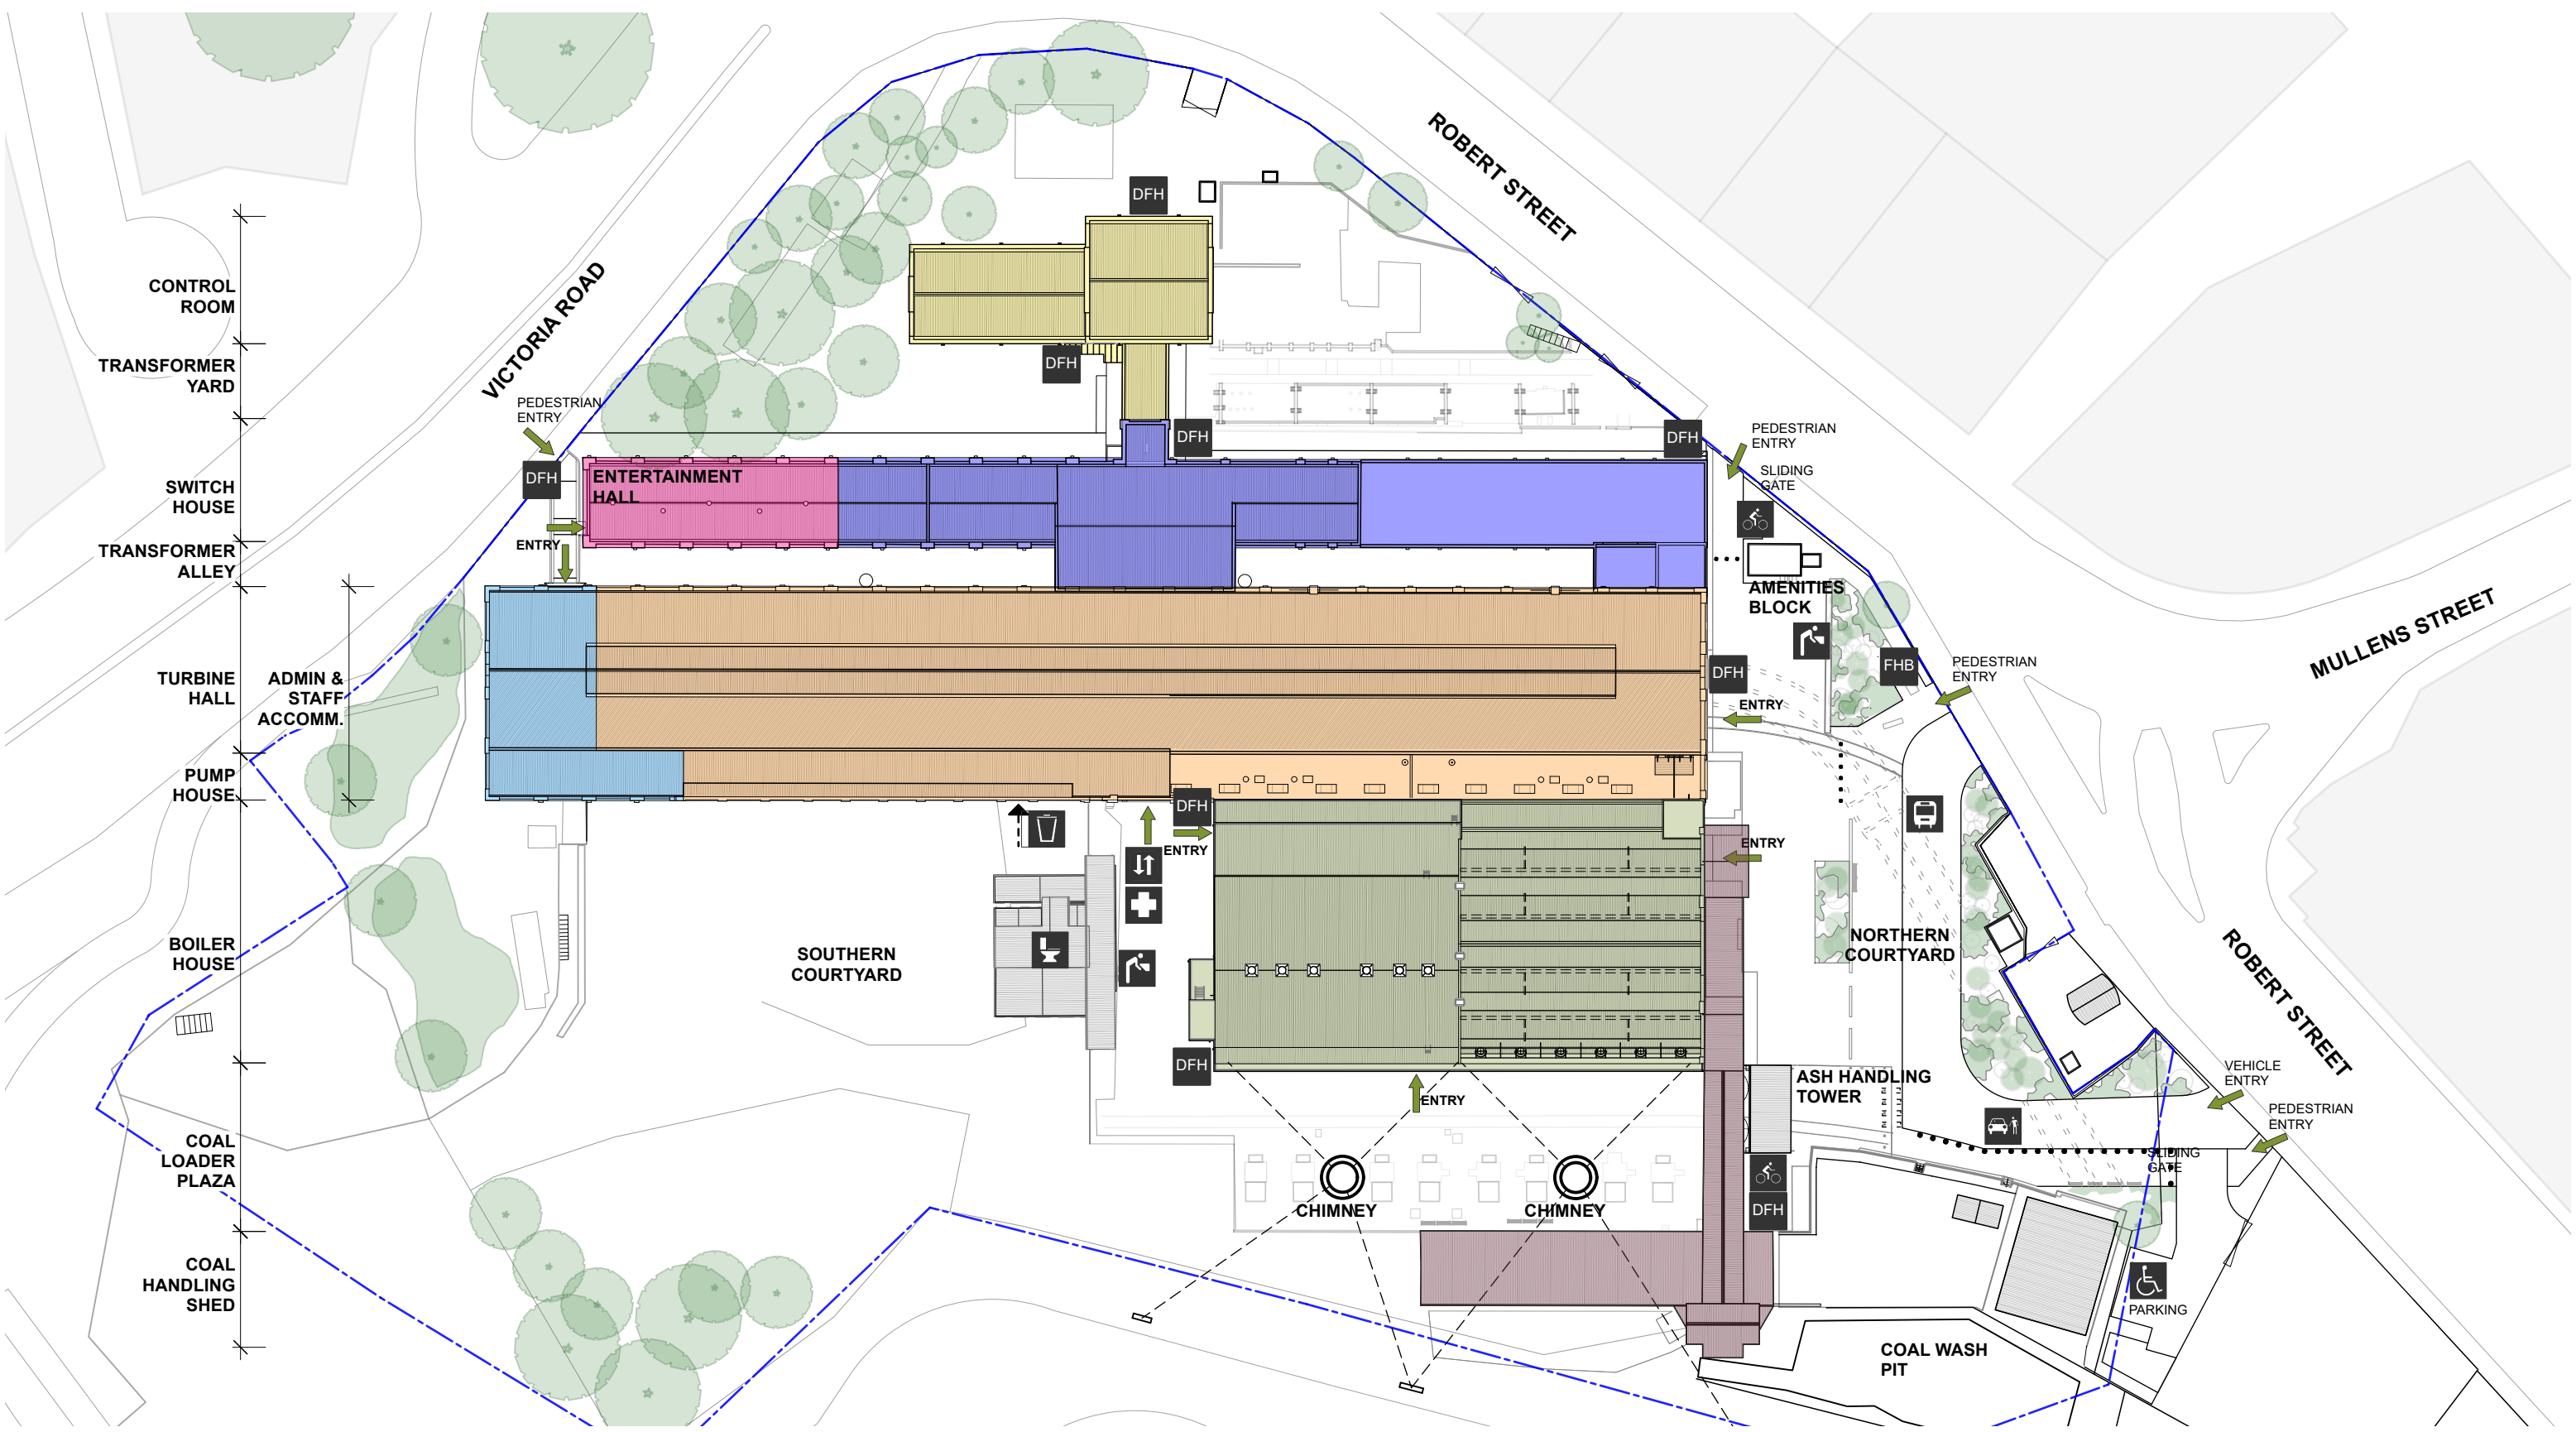 ROBERT STREET
DFH
CONTROL
ROOM
VICTORIA ROAD
TRANSFORMER
YARD
DFH
PEDESTRIAN
ENTRY
DFH
DFH
PEDESTRIAN
ENTRY
SLIDING
GATE
DFH
ENTERTAINMENT
HALL
SWITCH
HOUSE
ENTRY
TRANSFORMER
ALLEY
AMENITIES
BLOCK
MULLENS STREET
FHB
PEDESTRIAN
ENTRY
DFH
ENTRY
TURBINE
HALL
ADMIN &
STAFF
ACCOMM.
PUMP
HOUSE
DFH
ENTRY
ENTRY
BOILER
HOUSE
SOUTHERN
COURTYARD
NORTHERN
COURTYARD
ROBERT STREET
DFH
ENTRY
ASH HANDLING
TOWER
VEHICLE
ENTRY
PEDESTRIAN
ENTRY
SLIDING
GATE
COAL
LOADER
PLAZA
CHIMNEY
CHIMNEY
DFH
COAL
HANDLING
SHED
PARKING
COAL WASH
PIT